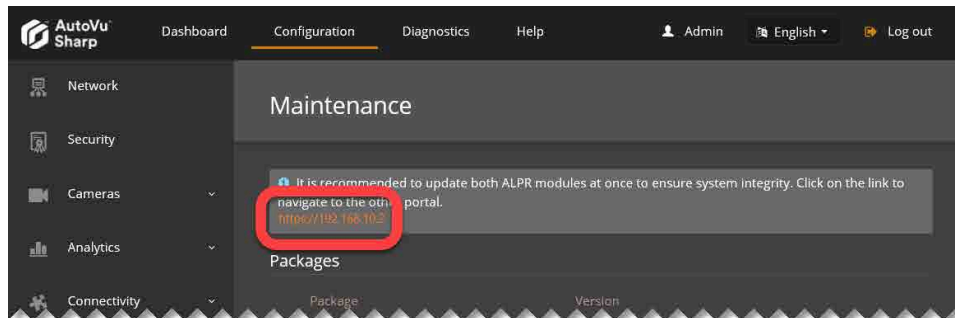 AutoVu
Sharp
Dashboard
Configuration
Diagnostics
Help
Admin
English
Log out
Network
Security
Cameras
Analytics
Connectivity
Maintenance
It is recommended to update both ALPR modules at once to ensure system integrity. Click on the link to
navigate to the other portal.
https://192.168.10.2
Packages
Package
Version